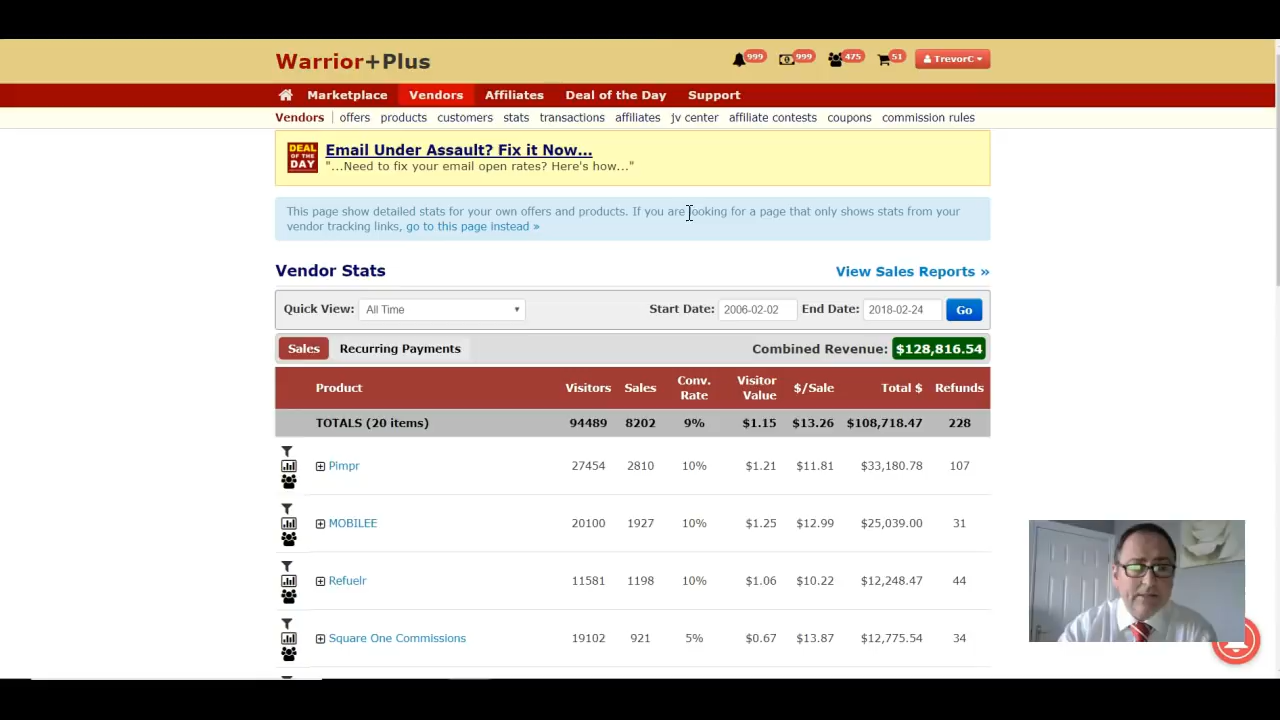 Warrior+Plus
999 999 475 51 TrevorC
Marketplace Vendors Affiliates Deal of the Day Support
Vendors offers products customers stats transactions affiliates jv center affiliate contests coupons commission rules
DEAL OF THE DAY
Email Under Assault? Fix it Now...
"...Need to fix your email open rates? Here's how..."
This page show detailed stats for your own offers and products. If you are looking for a page that only shows stats from your
vendor tracking links, go to this page instead »
Vendor Stats View Sales Reports »
Quick View: All Time Start Date: 2006-02-02 End Date: 2018-02-24 Go
Sales Recurring Payments Combined Revenue: $128,816.54
Product Visitors Sales Conv. Rate Visitor Value $/Sale Total $ Refunds
TOTALS (20 items) 94489 8202 9% $1.15 $13.26 $108,718.47 228
Pimpr 27454 2810 10% $1.21 $11.81 $33,180.78 107
MOBILEE 20100 1927 10% $1.25 $12.99 $25,039.00 31
Refuelr 11581 1198 10% $1.06 $10.22 $12,248.47 44
Square One Commissions 19102 921 5% $0.67 $13.87 $12,775.54 34